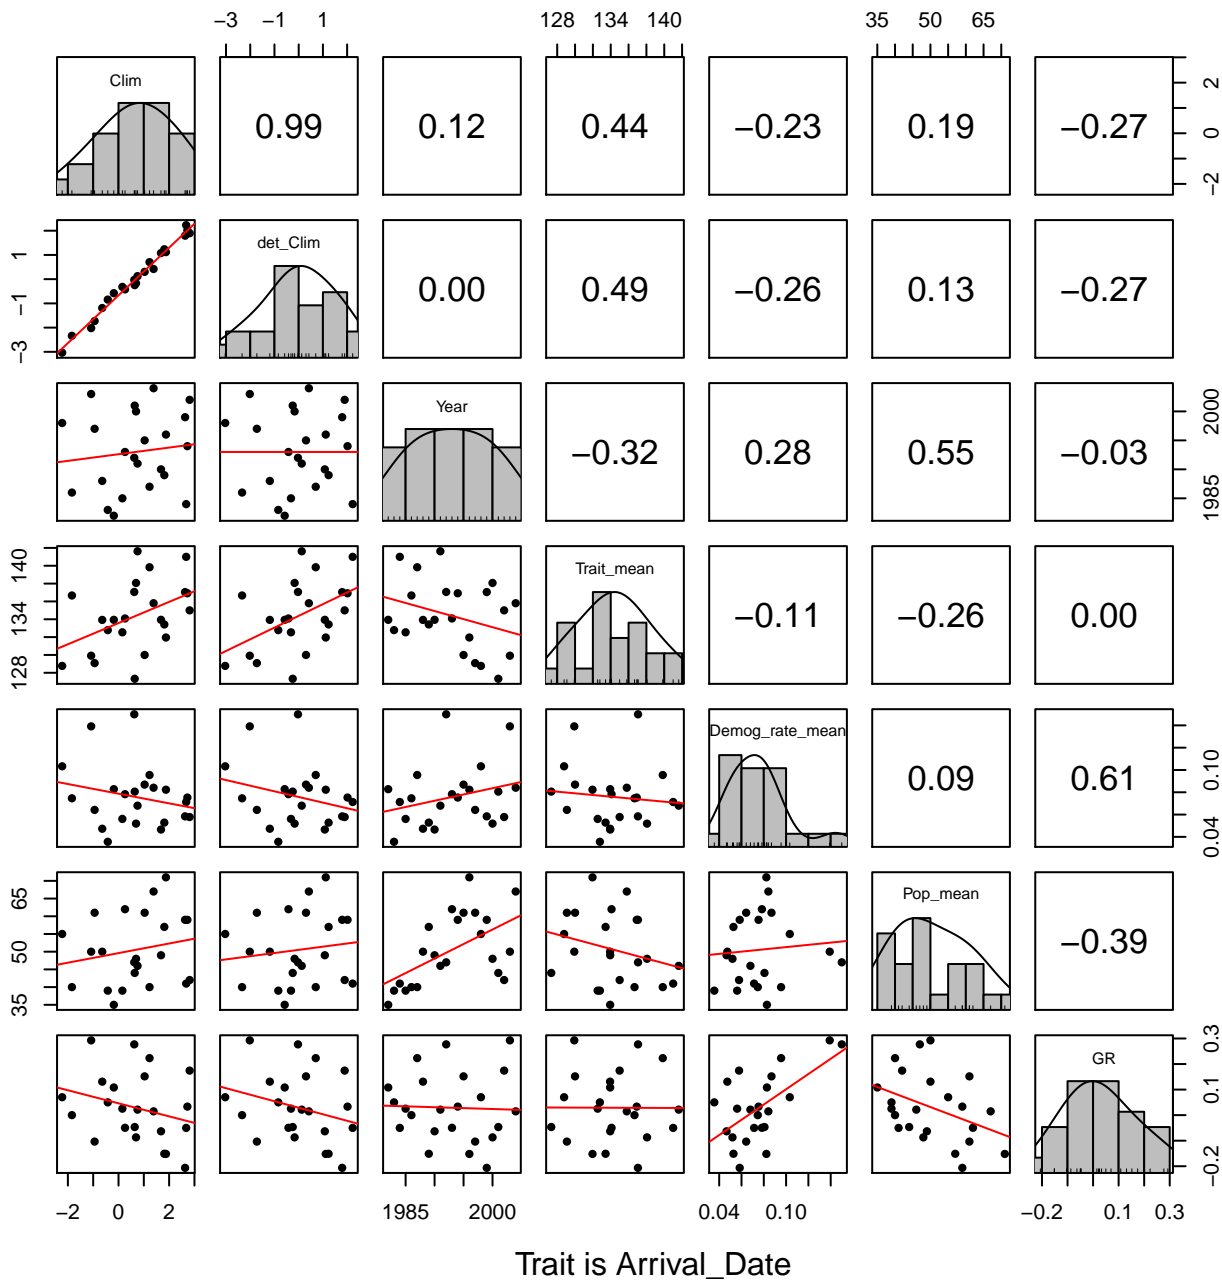 −3 −1 1 128 134 140 35 50 65
Clim 0.99 0.12 0.44 −0.23 0.19 −0.27 −2 0 2
−3 −1 1 det_Clim 0.00 0.49 −0.26 0.13 −0.27
Year −0.32 0.28 0.55 −0.03 1985 2000
128 134 140 Trait_mean −0.11 −0.26 0.00
Demog_rate_mean 0.09 0.61 0.04 0.10
35 50 65 Pop_mean −0.39
GR −0.2 0.1 0.3
−2 0 2 1985 2000 0.04 0.10 −0.2 0.1 0.3
Trait is Arrival_Date